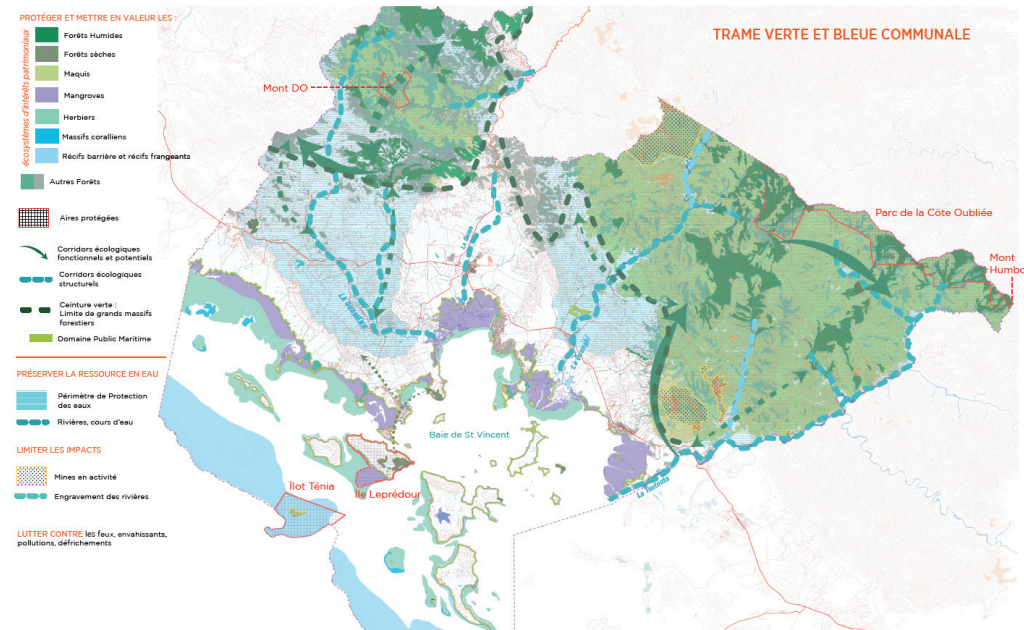 PROTÉGER ET METTRE EN VALEUR LES :
écosystèmes d'intérêts patrimoniaux
Forêts Humides
Forêts sèches
Maquis
Mangroves
Herbiers
Massifs coralliens
Récifs barrière et récifs frangeants
Autres Forêts
Aires protégées
Corridors écologiques
fonctionnels et potentiels
Corridors écologiques
structurels
Ceinture verte :
Limite de grands massifs
forestiers
Domaine Public Maritime
PRÉSERVER LA RESSOURCE EN EAU
Périmètre de Protection
des eaux
Rivières, cours d'eau
LIMITER LES IMPACTS
Mines en activité
Engravement des rivières
LUTTER CONTRE les feux, envahissants,
pollutions, défrichements
TRAME VERTE ET BLEUE COMMUNALE
Mont DO
Parc de la Côte Oubliée
Mont
Humbo
La
La
La
Baie de St Vincent
Îlot Ténia
Île Leprédour
La Tontouta